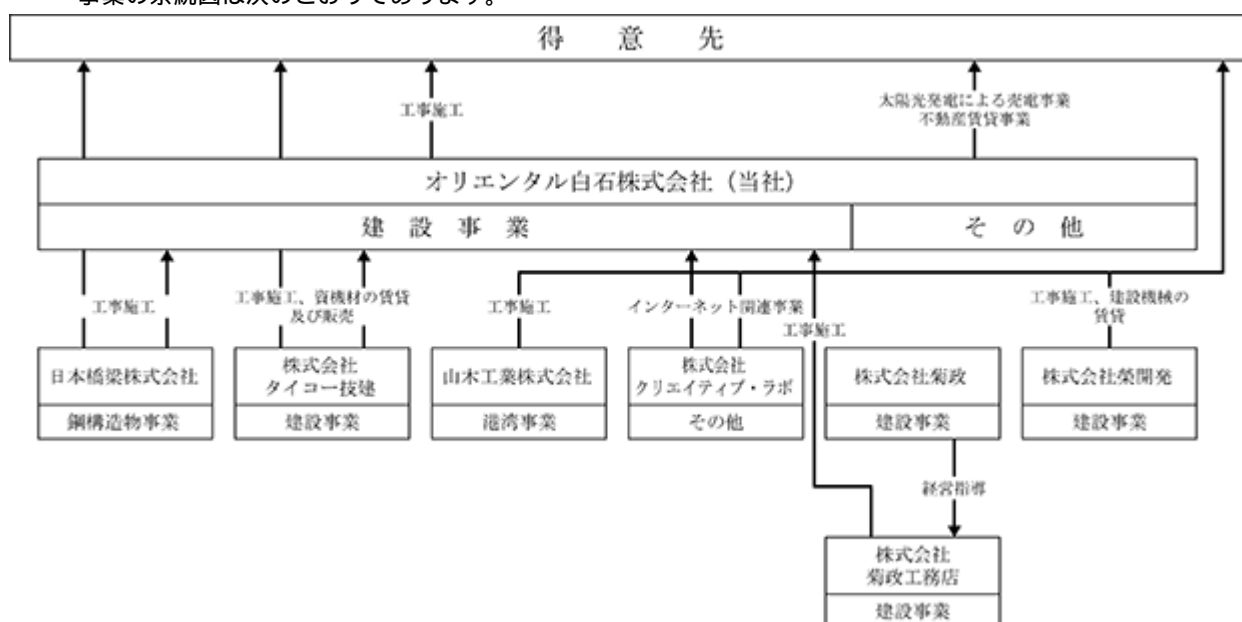 事業の系統図は次のとおりであります。
得意先
工事施工
太陽光発電による売電事業
不動産賃貸事業
オリエンタル白石株式会社（当社）
建設事業
その他
工事施工
工事施工、資機材の賃貸
及び販売
工事施工
インターネット関連事業
工事施工
工事施工、建設機械の
賃貸
日本橋梁株式会社
鋼構造物事業
株式会社
タイコー技建
建設事業
山木工業株式会社
港湾事業
株式会社
クリエイティブ・ラボ
その他
株式会社菊政
建設事業
株式会社榮開発
建設事業
経営指導
株式会社
菊政工務店
建設事業